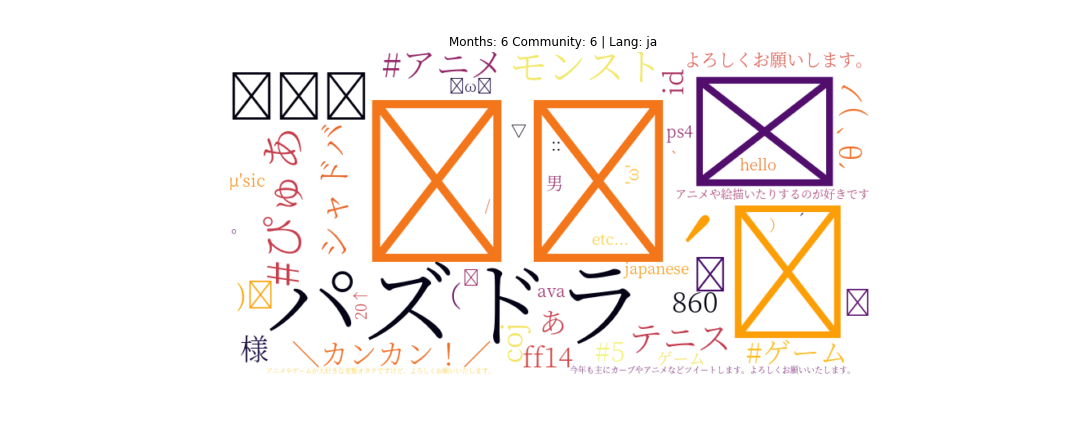 Months: 6 Community: 6 | Lang: ja
#アニメ
モンスト
id
よろしくお願いします。
ω
ps4
▽
::
男
'ω'
hello
アニメや絵描いたりするのが好きです
μ'sic
#ぴゅあ
シャドバ
/
etc...
)
japanese
パズドラ
(
20↑
ava
860
あ
coj
様
＼カンカン！／
ff14
#5
テニス
ゲーム
#ゲーム
アニメやゲームが大好きな変態オタクですけど、よろしくお願いいたします。
今年も主にカープやアニメなどツイートします。よろしくお願いいたします。